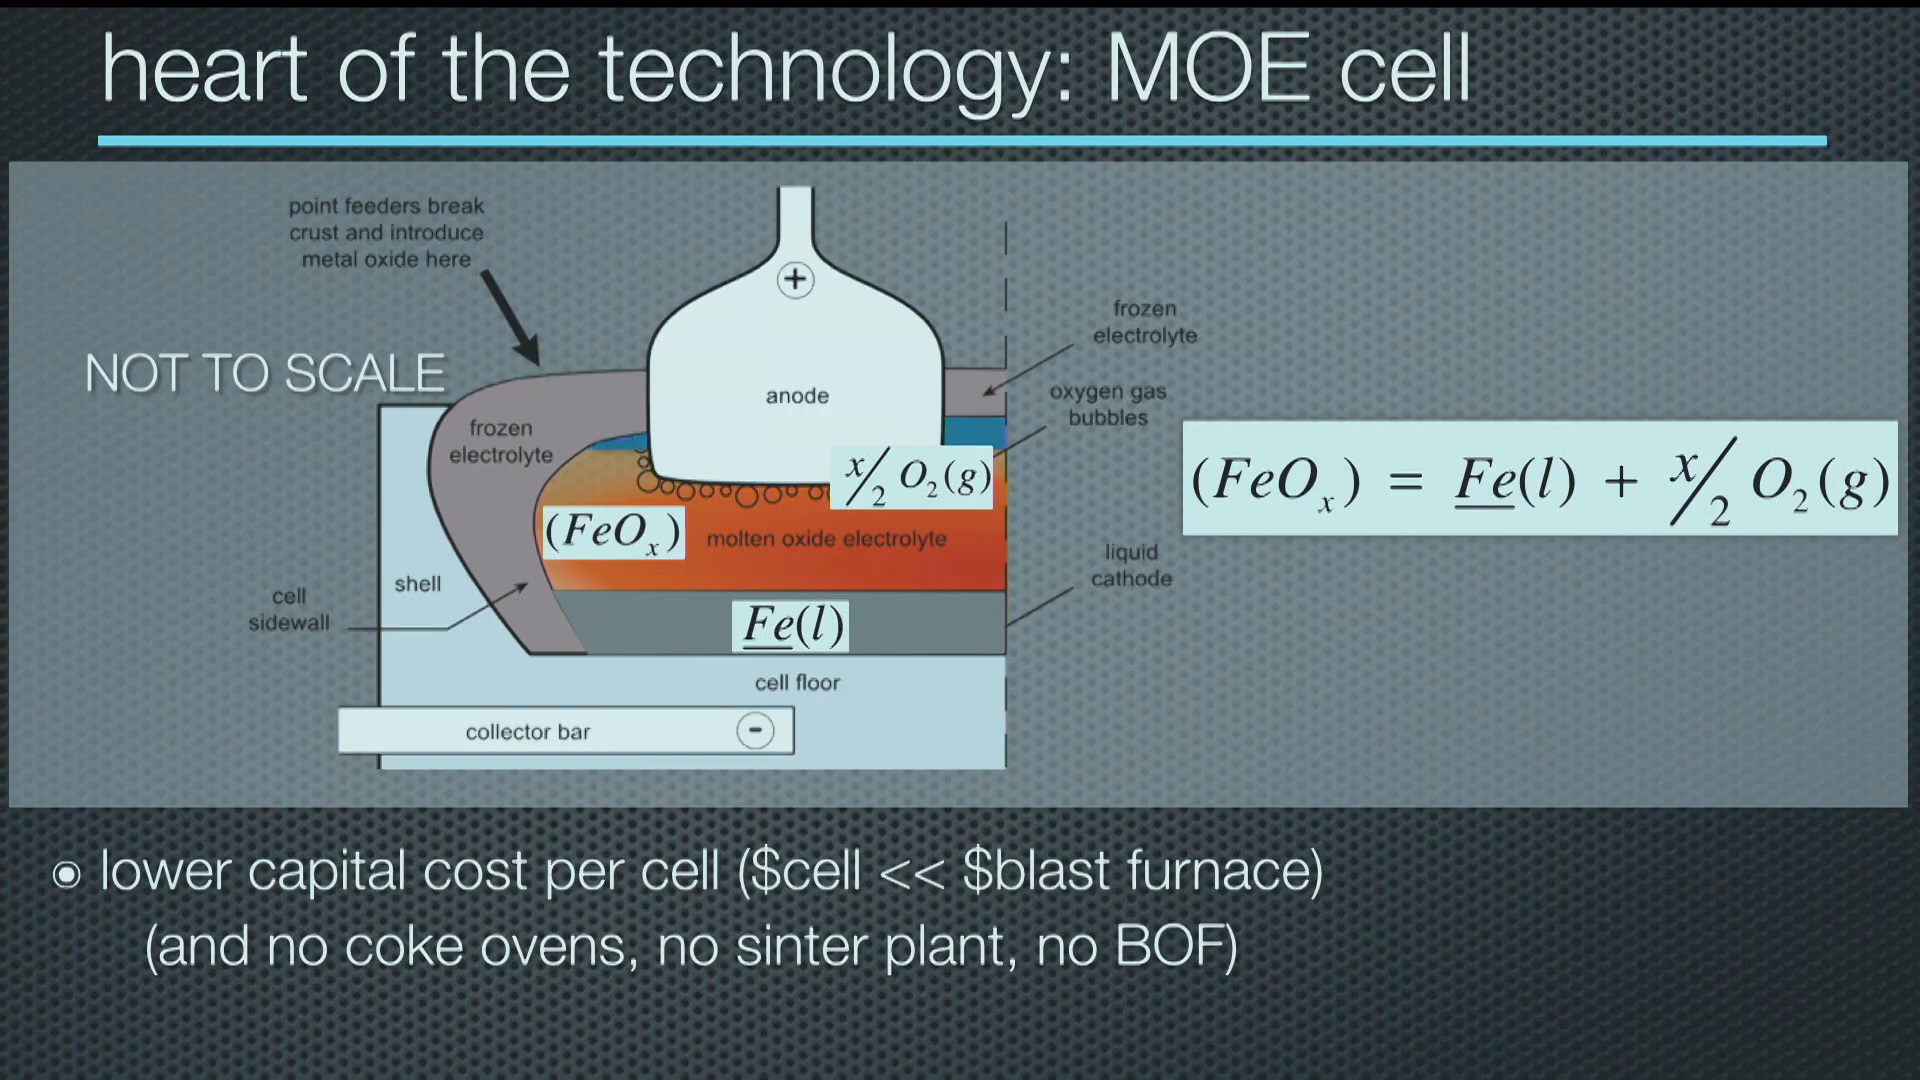 heart of the technology: MOE cell
point feeders break
crust and introduce
metal oxide here
NOT TO SCALE
+
frozen
electrolyte
anode
oxygen gas
bubbles
frozen
electrolyte
x/2 O₂(g)
(FeOₓ) = Fe(l) + x/2 O₂(g)
(FeOₓ)
molten oxide electrolyte
liquid
cathode
shell
cell
sidewall
Fe(l)
cell floor
collector bar
-
lower capital cost per cell ($cell << $blast furnace)
(and no coke ovens, no sinter plant, no BOF)